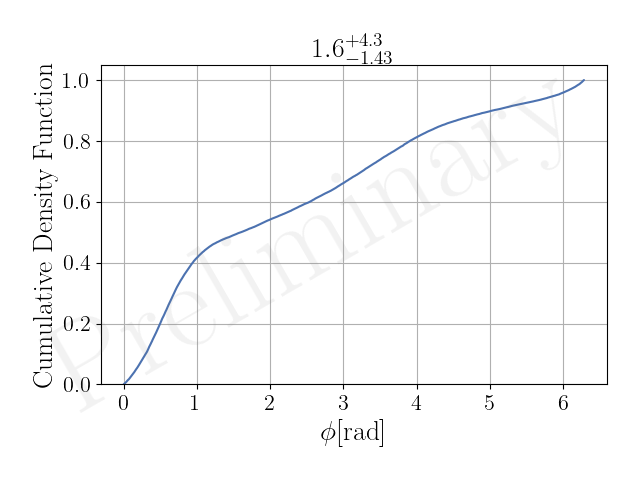 1.6^{+4.3}_{-1.43}
1.0
0.8
0.6
0.4
0.2
0.0
Cumulative Density Function
Preliminary
0 1 2 3 4 5 6
ϕ[rad]